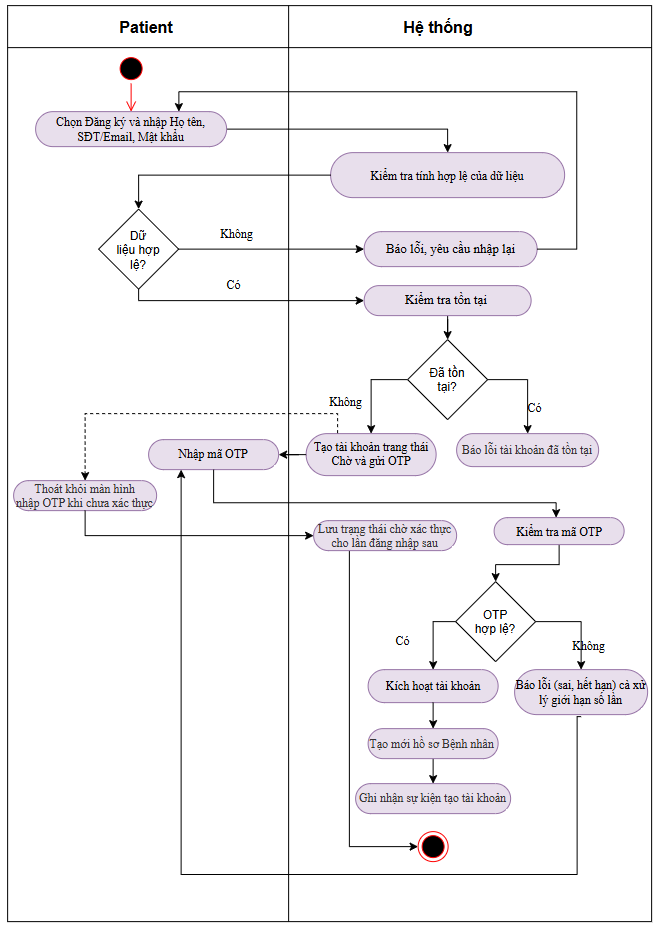 Patient
Hệ thống
Chọn Đăng ký và nhập Họ tên,
SĐT/Email, Mật khẩu
Kiểm tra tính hợp lệ của dữ liệu
Dữ
liệu hợp
lệ?
Không
Báo lỗi, yêu cầu nhập lại
Có
Kiểm tra tồn tại
Đã tồn
tại?
Không
Có
Nhập mã OTP
Tạo tài khoản trang thái
Chờ và gửi OTP
Báo lỗi tài khoản đã tồn tại
Thoát khỏi màn hình
nhập OTP khi chưa xác thực
Lưu trạng thái chờ xác thực
cho lần đăng nhập sau
Kiểm tra mã OTP
OTP
hợp lệ?
Có
Không
Kích hoạt tài khoản
Báo lỗi (sai, hết hạn) cả xử
lý giới hạn số lần
Tạo mới hồ sơ Bệnh nhân
Ghi nhận sự kiện tạo tài khoản